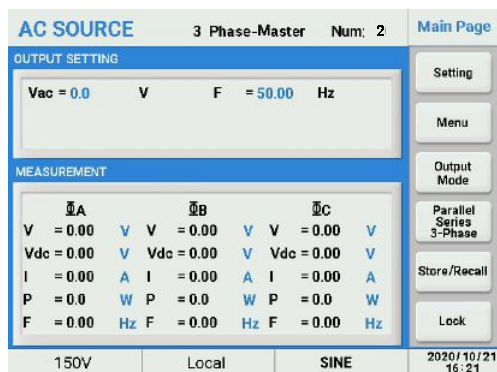 AC SOURCE 3 Phase-Master Num: 2 Main Page
OUTPUT SETTING
Vac = 0.0 V F = 50.00 Hz
MEASUREMENT
ΦA ΦB ΦC
V = 0.00 V V = 0.00 V V = 0.00 V
Vdc = 0.00 V Vdc = 0.00 V Vdc = 0.00 V
I = 0.00 A I = 0.00 A I = 0.00 A
P = 0.0 W P = 0.0 W P = 0.0 W
F = 0.00 Hz F = 0.00 Hz F = 0.00 Hz
Setting
Menu
Output
Mode
Parallel
Series
3-Phase
Store/Recall
Lock
150V Local SINE 2020/10/21
16:21